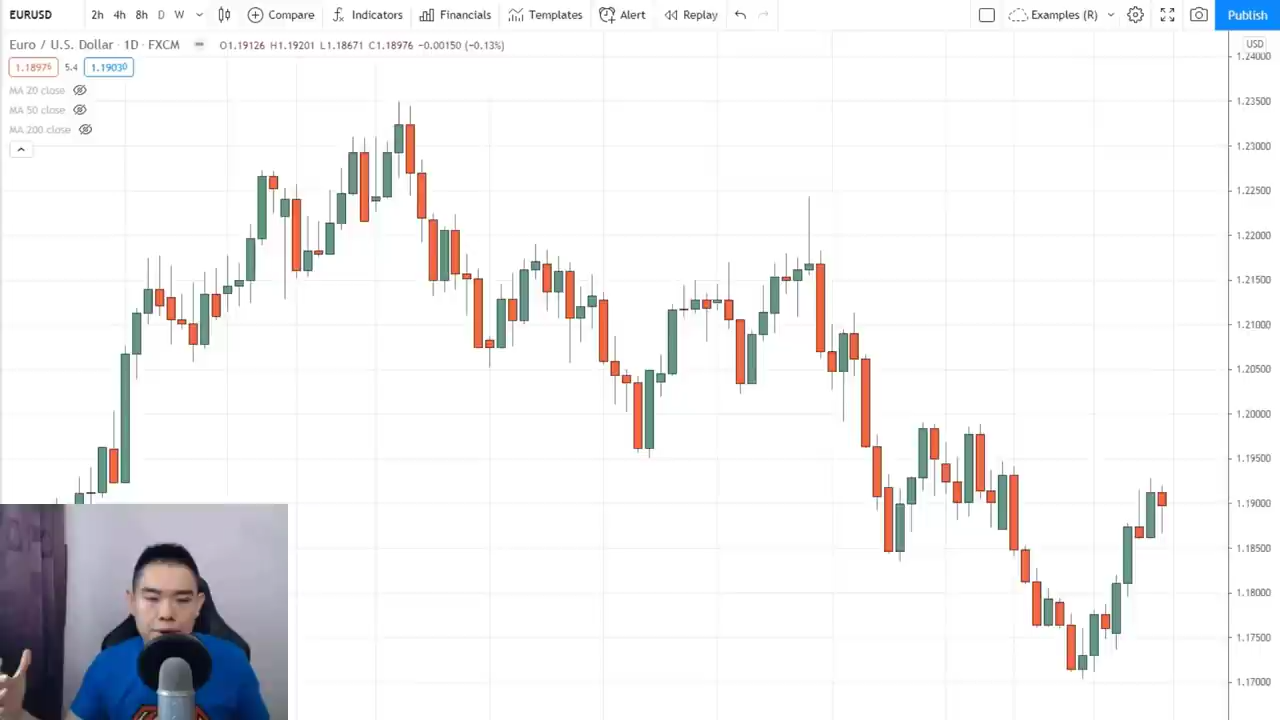 EURUSD 2h 4h 8h D W Compare Indicators Financials Templates Alert Replay Examples (R) Publish
Euro / U.S. Dollar · 1D · FXCM O1.19126 H1.19201 L1.18671 C1.18976 −0.00150 (−0.13%)
USD
1.18976 5.4 1.19030
MA 20 close
MA 50 close
MA 200 close
1.24000
1.23500
1.23000
1.22500
1.22000
1.21500
1.21000
1.20500
1.20000
1.19500
1.19000
1.18500
1.18000
1.17500
1.17000